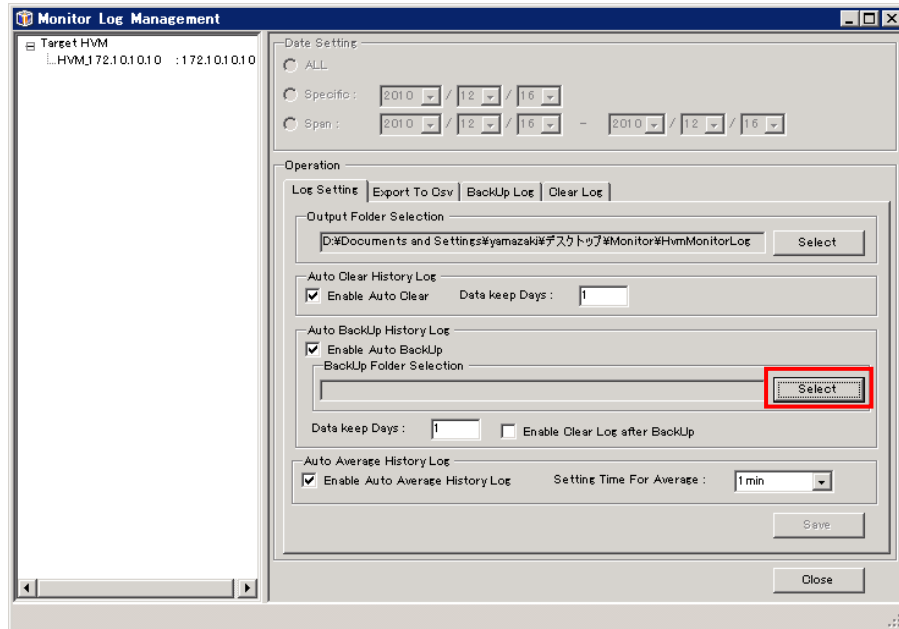 Monitor Log Management
Target HVM
HVM_172.10.10.10 :172.10.10.10
Date Setting
ALL
Specific : 2010 / 12 / 16
Span : 2010 / 12 / 16 - 2010 / 12 / 16
Operation
Log Setting Export To Csv BackUp Log Clear Log
Output Folder Selection
D:¥Documents and Settings¥yamazaki¥デスクトップ¥Monitor¥HvmMonitorLog Select
Auto Clear History Log
Enable Auto Clear Data keep Days : 1
Auto BackUp History Log
Enable Auto BackUp
BackUp Folder Selection
Select
Data keep Days : 1 Enable Clear Log after BackUp
Auto Average History Log
Enable Auto Average History Log Setting Time For Average : 1 min
Save
Close